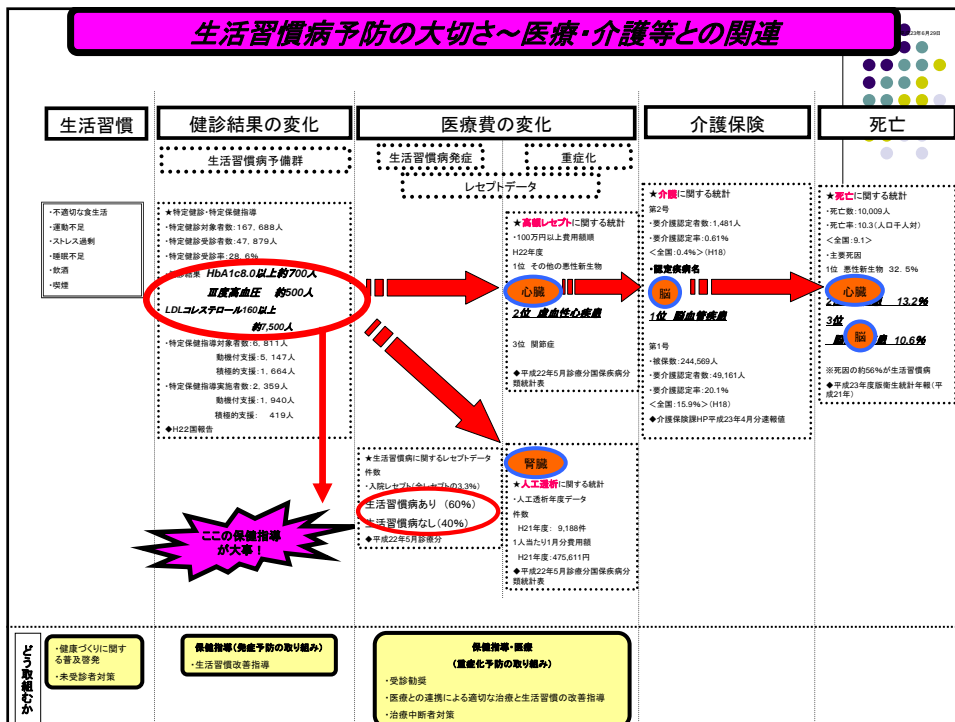 生活習慣病予防の大切さ～医療・介護等との関連
23年6月29日
生活習慣
健診結果の変化
医療費の変化
介護保険
死亡
生活習慣病予備群
生活習慣病発症
重症化
レセプトデータ
・不適切な食生活
・運動不足
・ストレス過剰
・睡眠不足
・飲酒
・喫煙
★特定健診・特定保健指導
・特定健診対象者数：167，688人
・特定健診受診者数：47，879人
・特定健診受診率：28．6％
結果 HbA1c8.0以上約700人
Ⅲ度高血圧 約500人
LDLコレステロール160以上
約7,500人
・特定保健指導対象者数：6，811人
動機付支援：5，147人
積極的支援：1，664人
・特定保健指導実施者数：2，359人
動機付支援：1，940人
積極的支援： 419人
◆H22国報告
ここの保健指導
が大事！
★生活習慣病に関するレセプトデータ
件数
・入院レセプト（全レセプトの3.3%）
生活習慣病あり （60%）
生活習慣病なし（40%）
◆平成22年5月診療分
★高額レセプトに関する統計
・100万円以上費用額順
H22年度
1位 その他の悪性新生物
心臓
2位 虚血性心疾患
3位 関節症
◆平成22年5月診療分国保疾病分
類統計表
腎臓
★人工透析に関する統計
・人工透析年度データ
件数
H21年度： 9,188件
1人当たり1月分費用額
H21年度：475,611円
◆平成22年5月診療分国保疾病分
類統計表
★介護に関する統計
第2号
・要介護認定者数：1,481人
・要介護認定率：0.61%
＜全国：0.4%＞（H18）
・認定疾病名
脳
1位 脳血管疾患
第1号
・被保数：244,569人
・要介護認定者数：49,161人
・要介護認定率：20.1%
＜全国：15.9%＞（H18）
◆介護保険課HP平成23年4月分速報値
★死亡に関する統計
・死亡数：10,009人
・死亡率：10.3（人口千人対）
＜全国：9.1＞
・主要死因
1位 悪性新生物 32．5％
心臓
2位 13.2%
3位
脳
患 10.6%
※死因の約56%が生活習慣病
◆平成23年度版衛生統計年報（平
成21年）
どう取組むか
・健康づくりに関す
る普及啓発
・未受診者対策
保健指導（発症予防の取り組み）
・生活習慣改善指導
保健指導・医療
（重症化予防の取り組み）
・受診勧奨
・医療との連携による適切な治療と生活習慣の改善指導
・治療中断者対策